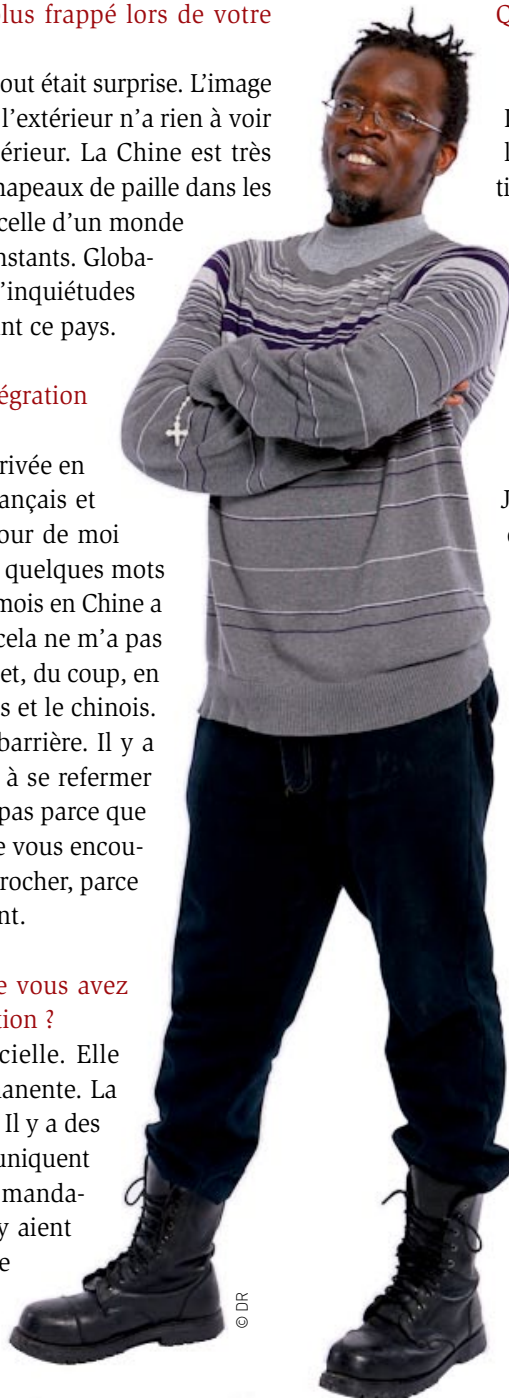 plus frappé lors de votre
out était surprise. L’image
l’extérieur n’a rien à voir
érieur. La Chine est très
hapeaux de paille dans les
celle d’un monde
nstants. Globa-
’inquiétudes
nt ce pays.
égration
rivée en
ançais et
our de moi
quelques mots
mois en Chine a
cela ne m’a pas
et, du coup, en
s et le chinois.
barrière. Il y a
à se refermer
pas parce que
e vous encou-
rocher, parce
nt.
e vous avez
tion ?
cielle. Elle
anente. La
Il y a des
uniquent
manda-
y aient
e
© DR
Q
l
ti
J